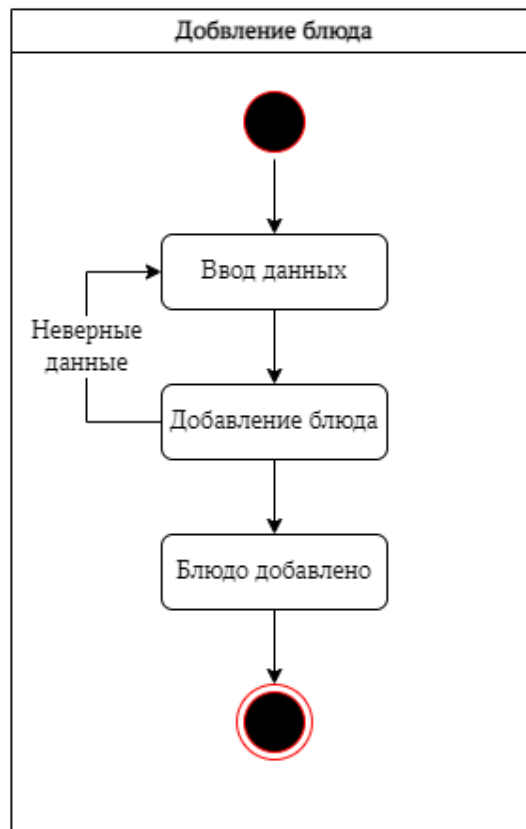 Добвление блюда
Ввод данных
Неверные
данные
Добавление блюда
Блюдо добавлено